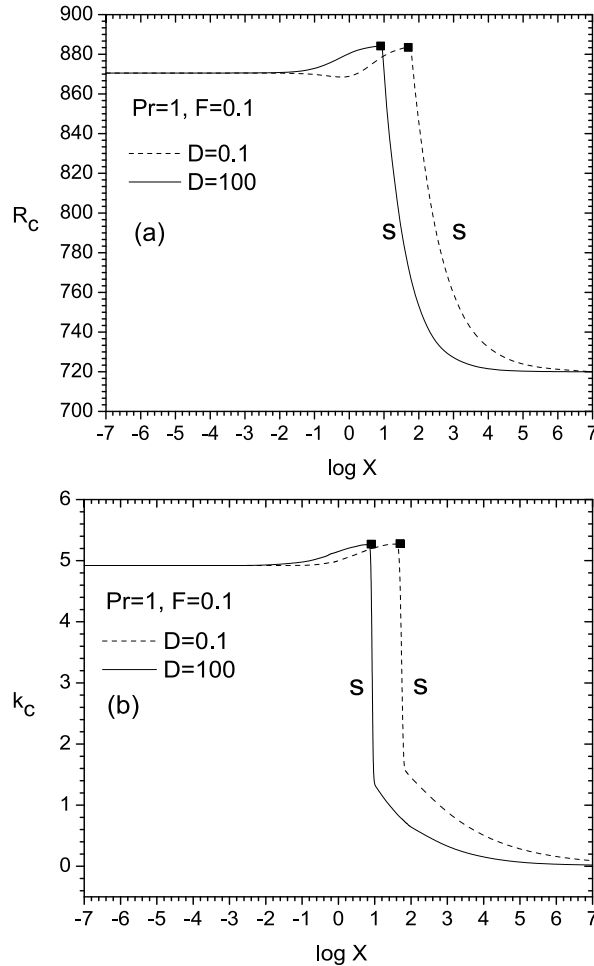 900
880
860
840
820
800
780
760
740
720
700
R_c
Pr=1, F=0.1
D=0.1
D=100
(a)
S S
-7 -6 -5 -4 -3 -2 -1 0 1 2 3 4 5 6 7
log X
6
5
4
3
2
1
0
k_c
Pr=1, F=0.1
D=0.1
D=100
(b)
S S
-7 -6 -5 -4 -3 -2 -1 0 1 2 3 4 5 6 7
log X